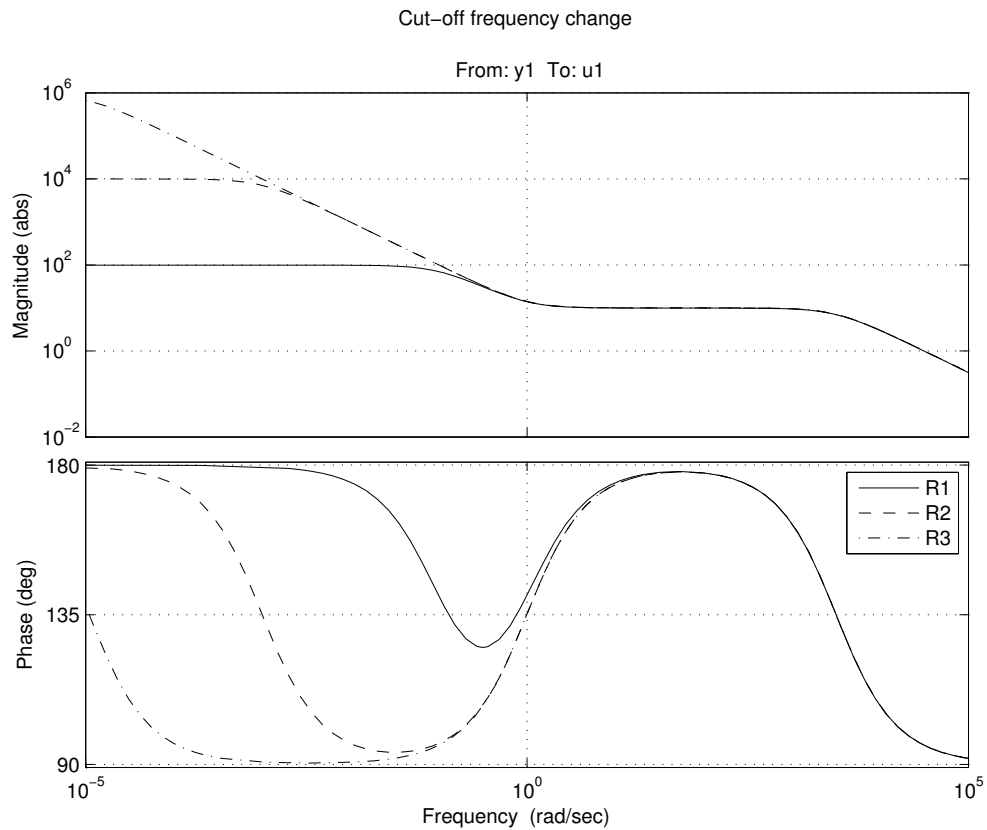 Cut−off frequency change
From: y1 To: u1
10^6
10^4
10^2
10^0
10^−2
Magnitude (abs)
180
135
90
Phase (deg)
R1
R2
R3
10^−5
10^0
10^5
Frequency (rad/sec)